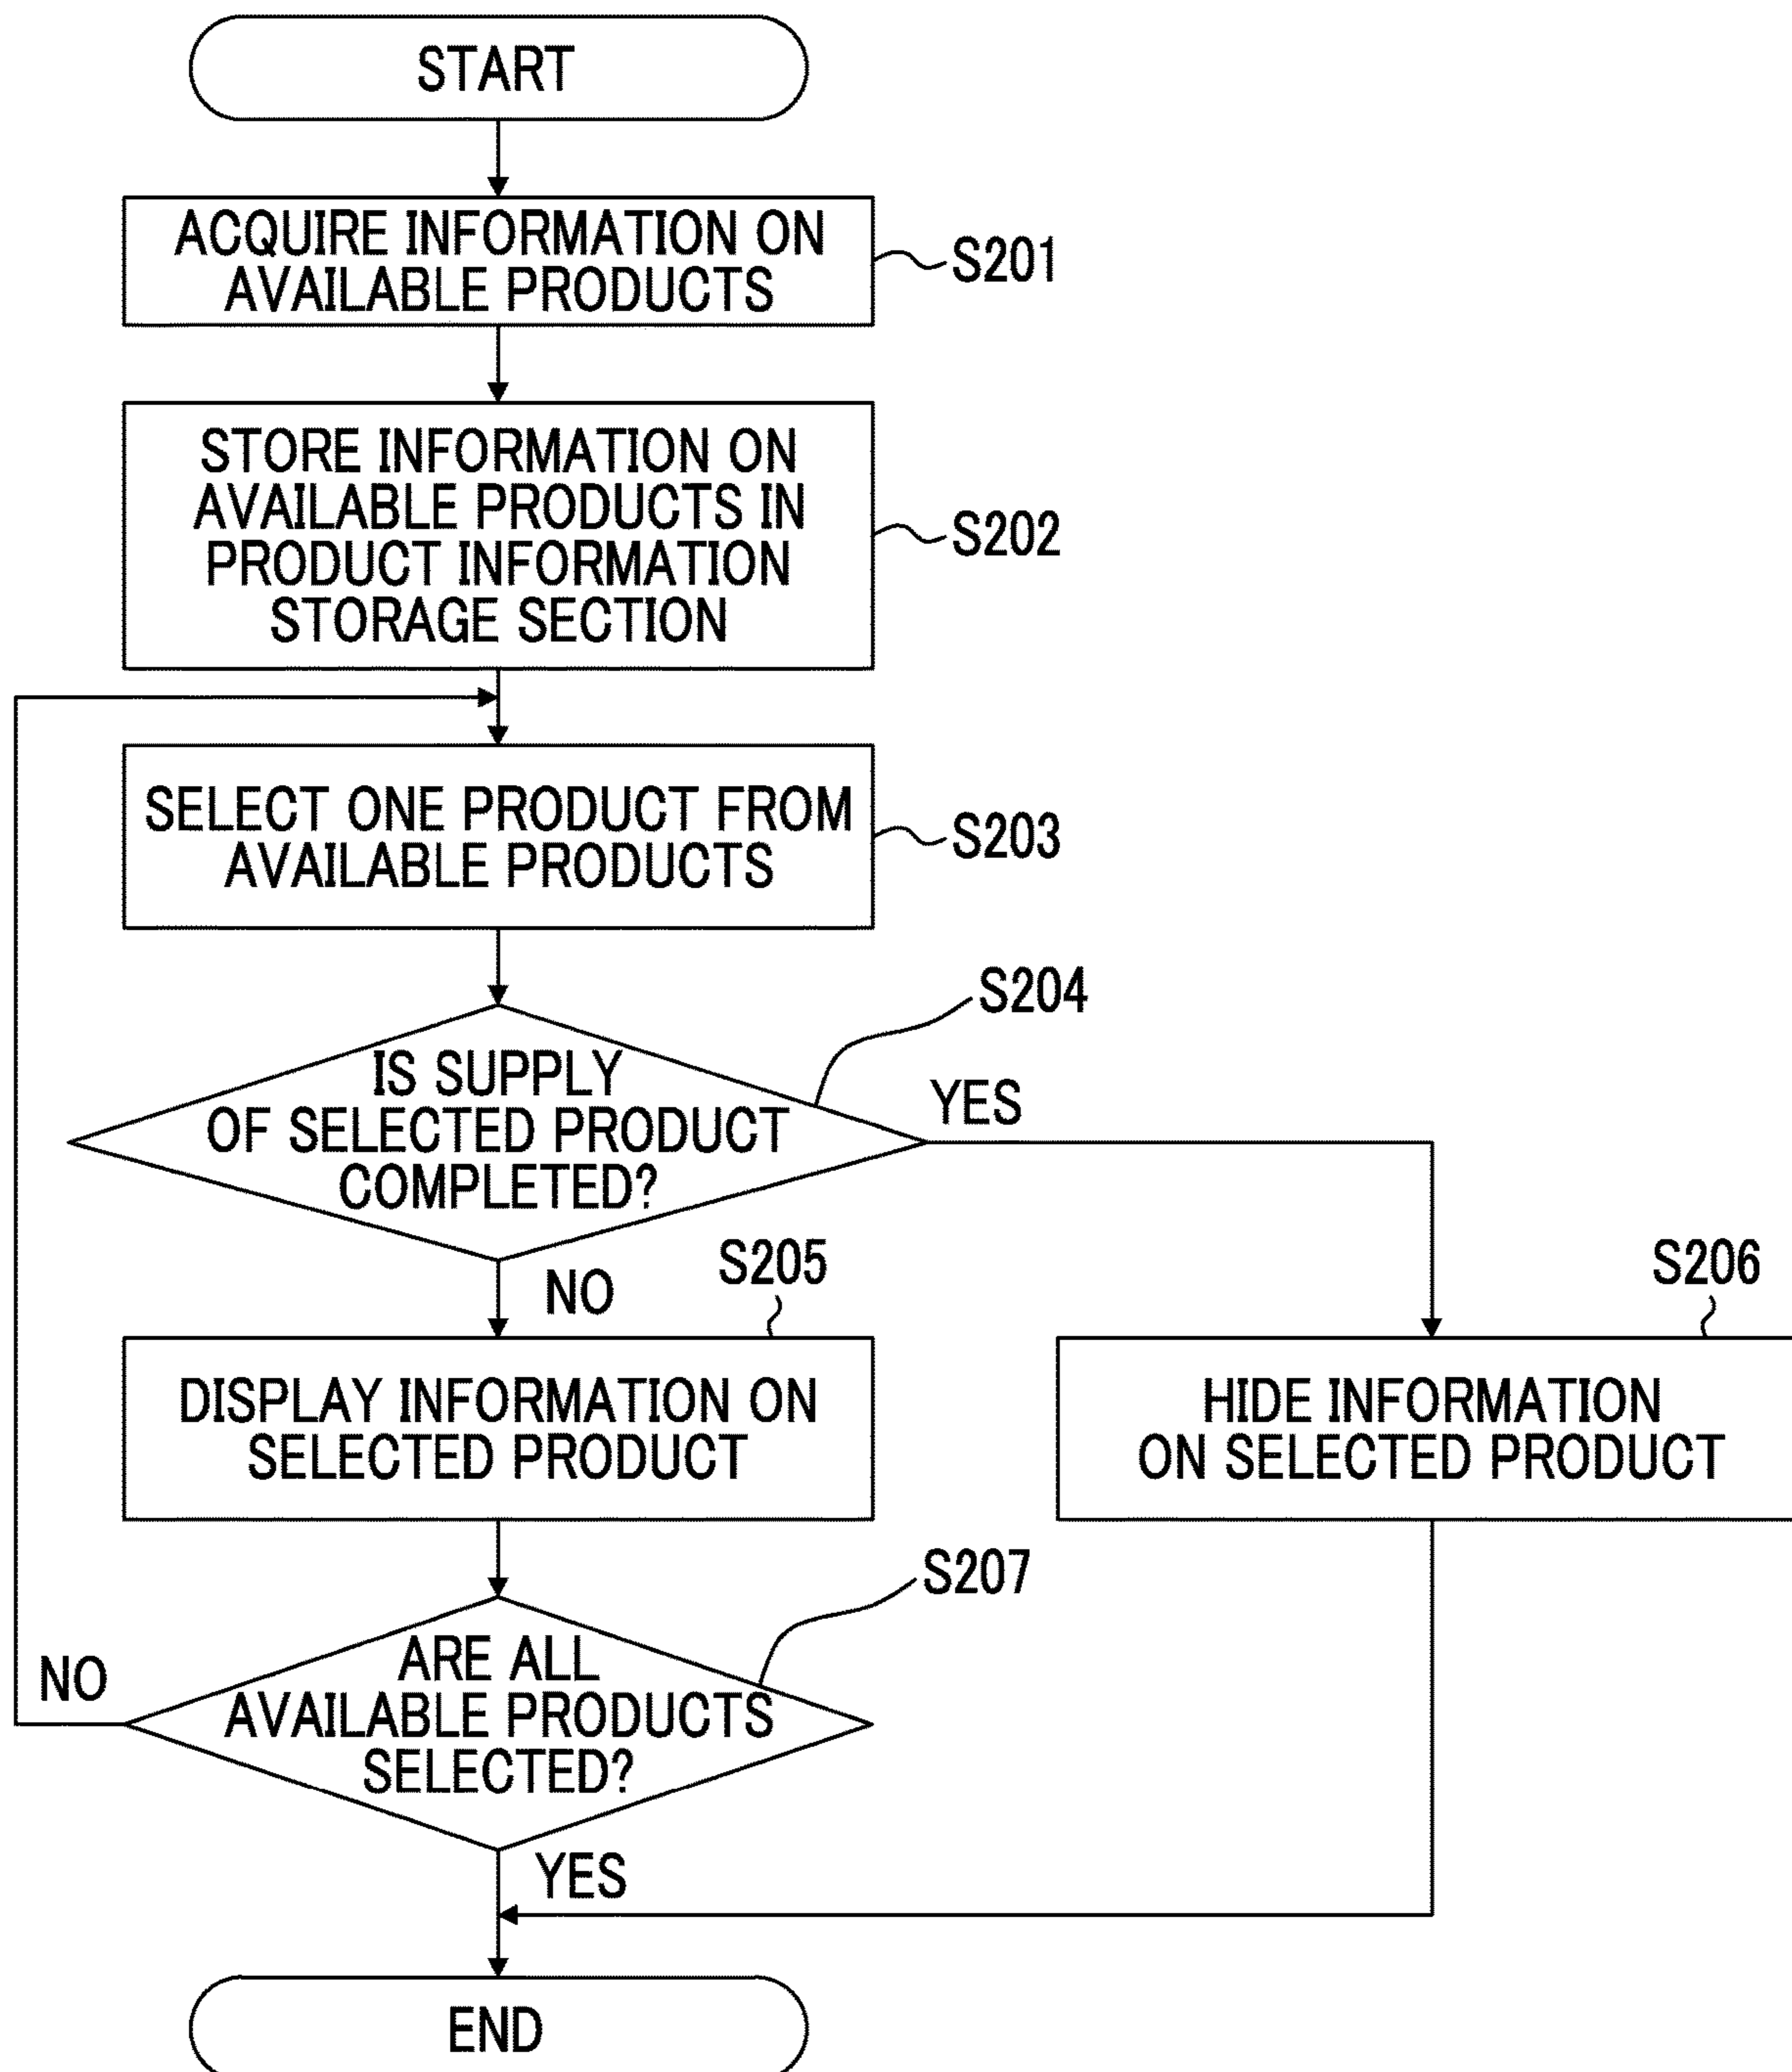 START
ACQUIRE INFORMATION ON
AVAILABLE PRODUCTS
S201
STORE INFORMATION ON
AVAILABLE PRODUCTS IN
PRODUCT INFORMATION
STORAGE SECTION
S202
SELECT ONE PRODUCT FROM
AVAILABLE PRODUCTS
S203
S204
IS SUPPLY
OF SELECTED PRODUCT
COMPLETED?
YES
NO
S205
DISPLAY INFORMATION ON
SELECTED PRODUCT
S206
HIDE INFORMATION
ON SELECTED PRODUCT
S207
ARE ALL
AVAILABLE PRODUCTS
SELECTED?
NO
YES
END